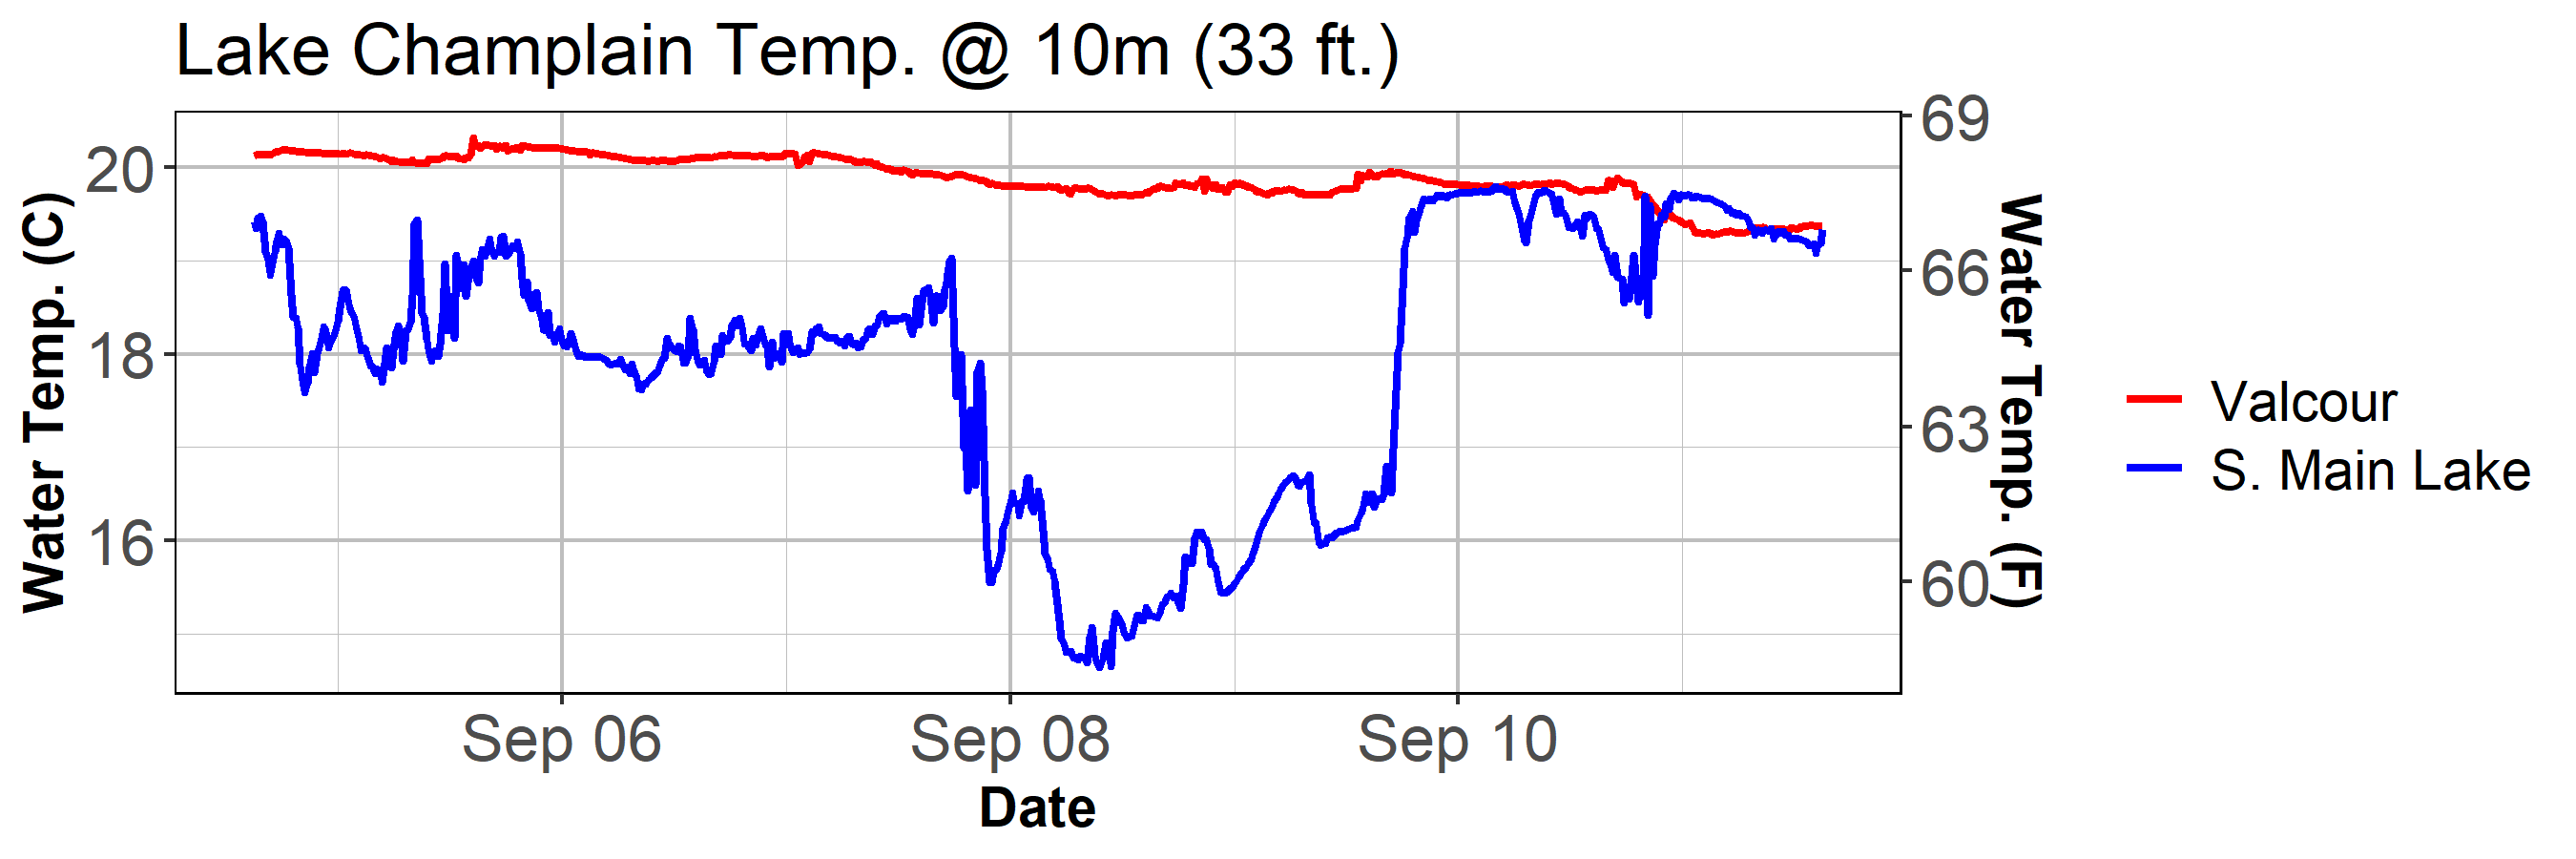 Lake Champlain Temp. @ 10m (33 ft.)
Water Temp. (C)
20
18
16
69
66
63
60
Water Temp. (F)
Sep 06
Sep 08
Sep 10
Date
Valcour
S. Main Lake